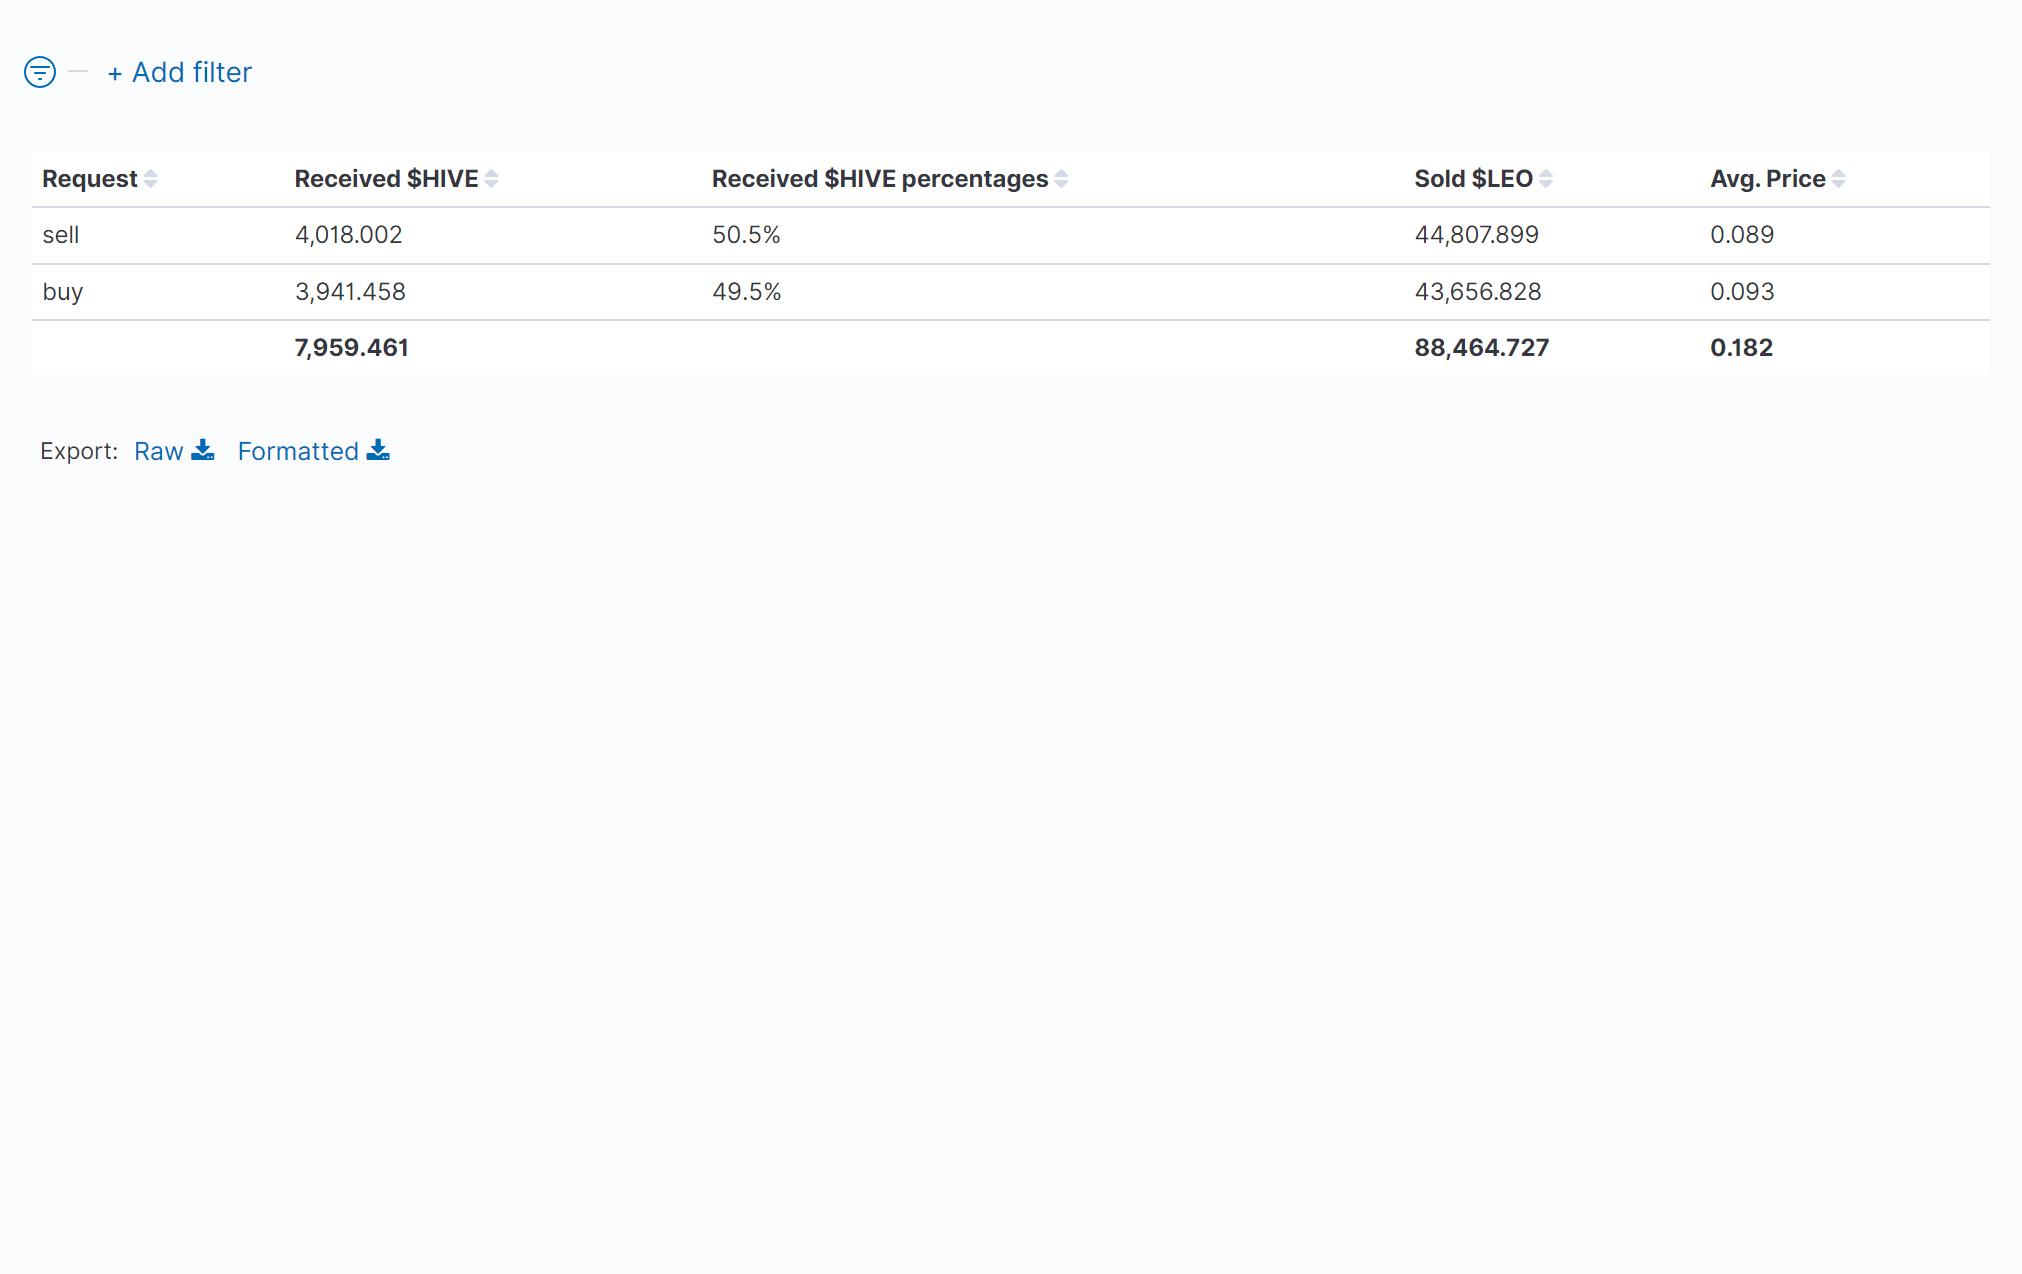 + Add filter
Request Received $HIVE Received $HIVE percentages Sold $LEO Avg. Price
sell 4,018.002 50.5% 44,807.899 0.089
buy 3,941.458 49.5% 43,656.828 0.093
7,959.461 88,464.727 0.182
Export: Raw Formatted